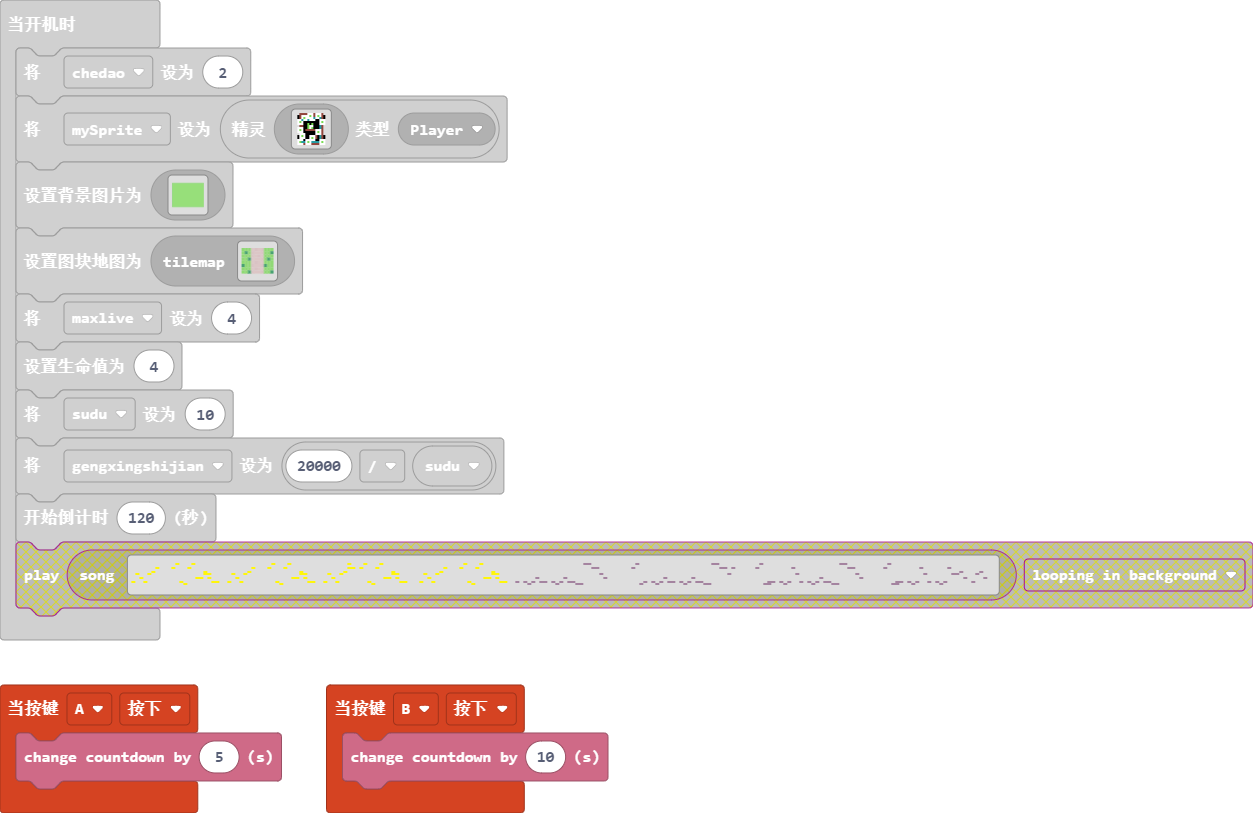 当开机时
将 chedao 设为 2
将 mySprite 设为 精灵 类型 Player
设置背景图片为
设置图块地图为 tilemap
将 maxlive 设为 4
设置生命值为 4
将 sudu 设为 10
将 gengxingshijian 设为 20000 / sudu
开始倒计时 120 (秒)
play song looping in background
当按键 A 按下
change countdown by 5 (s)
当按键 B 按下
change countdown by 10 (s)